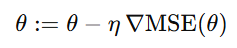 θ := θ − η ∇MSE(θ)